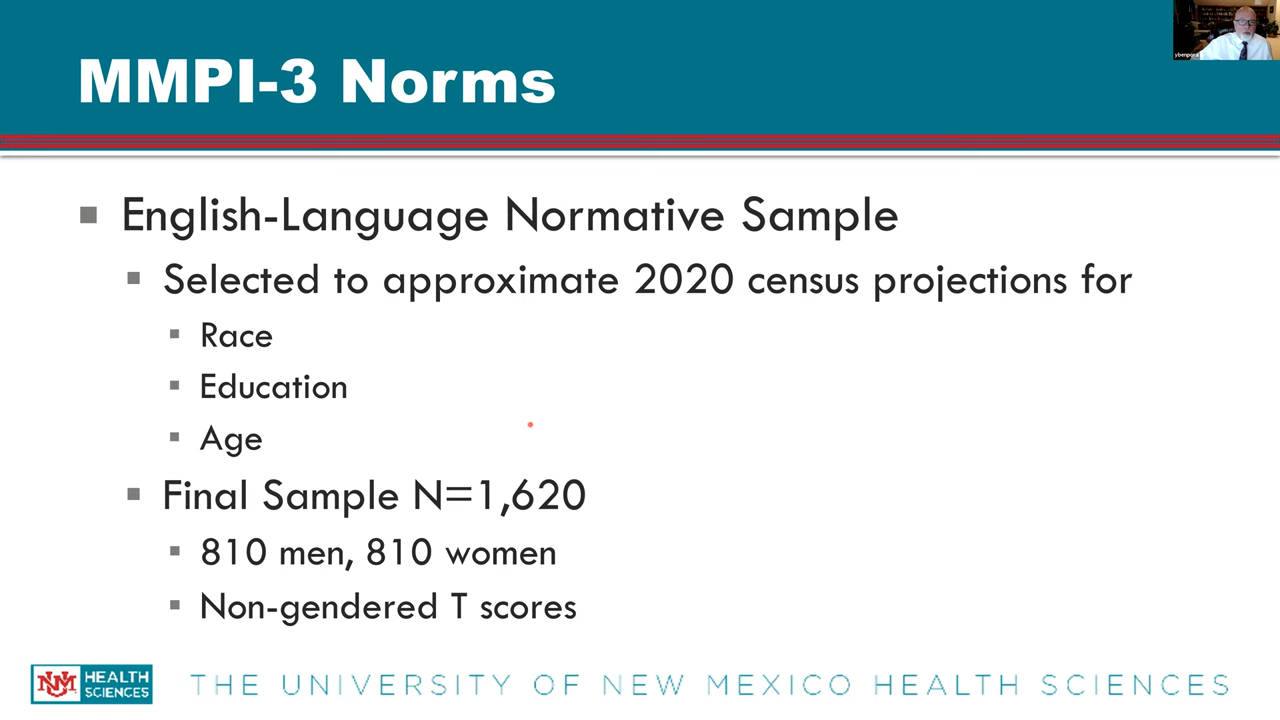 MMPI-3 Norms
English-Language Normative Sample
Selected to approximate 2020 census projections for
Race
Education
Age
Final Sample N=1,620
810 men, 810 women
Non-gendered T scores
UNM HEALTH
SCIENCES
THE UNIVERSITY OF NEW MEXICO HEALTH SCIENCES